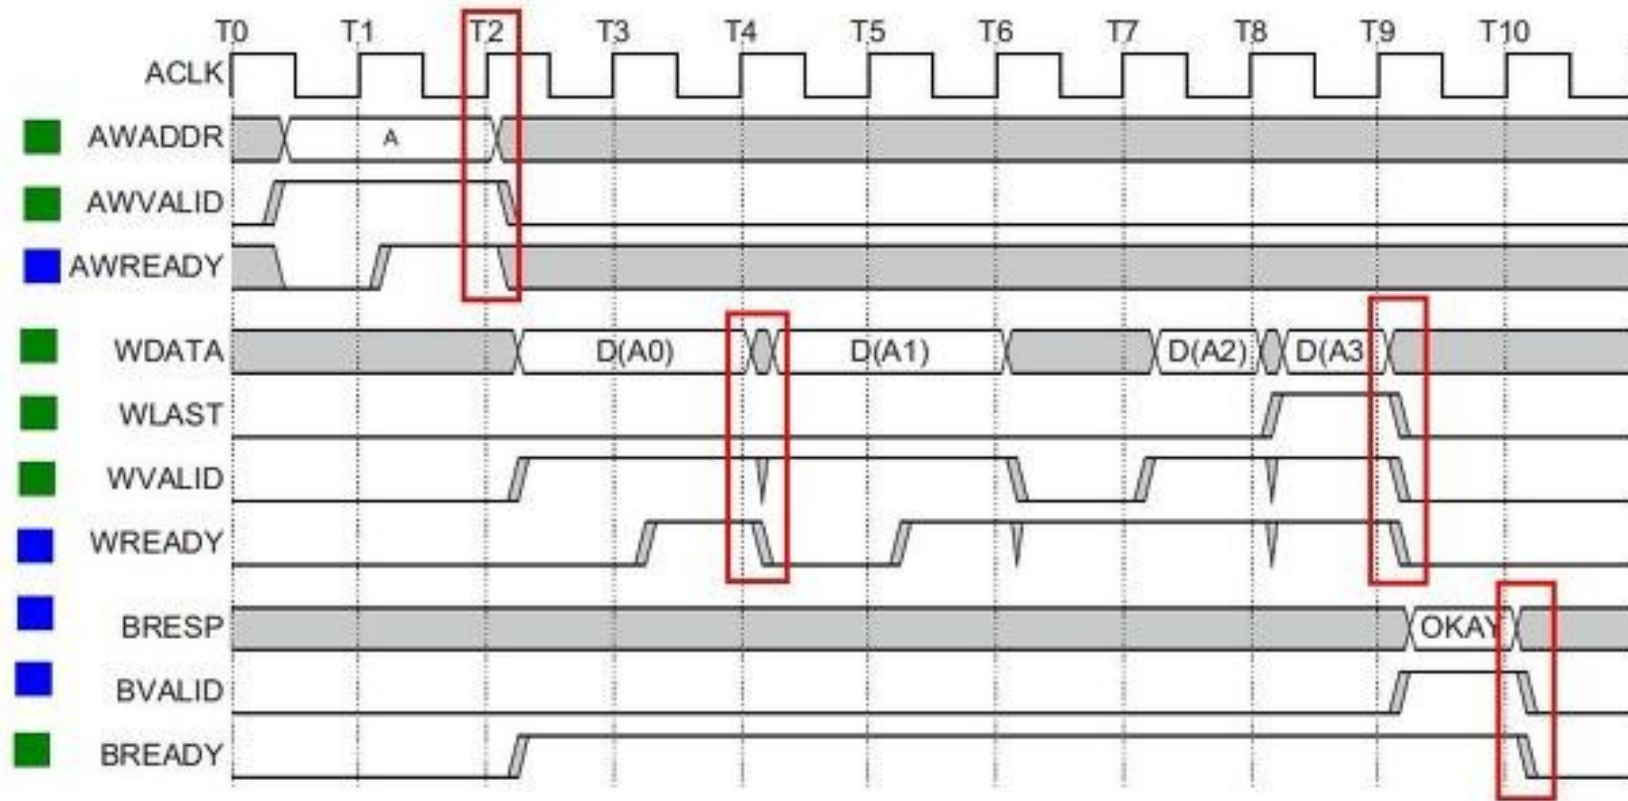 T0 T1 T2 T3 T4 T5 T6 T7 T8 T9 T10
ACLK
AWADDR A
AWVALID
AWREADY
WDATA D(A0) D(A1) D(A2) D(A3
WLAST
WVALID
WREADY
BRESP OKAY
BVALID
BREADY